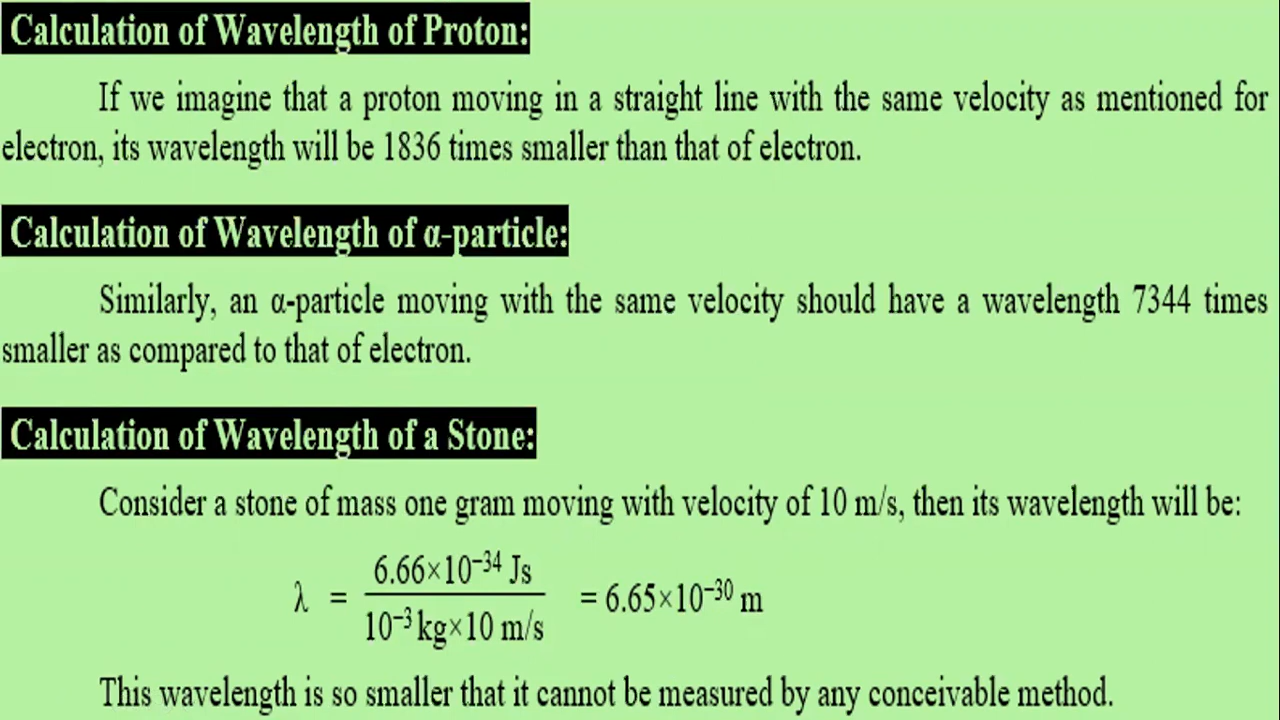 Calculation of Wavelength of Proton:
If we imagine that a proton moving in a straight line with the same velocity as mentioned for
electron, its wavelength will be 1836 times smaller than that of electron.
Calculation of Wavelength of α-particle:
Similarly, an α-particle moving with the same velocity should have a wavelength 7344 times
smaller as compared to that of electron.
Calculation of Wavelength of a Stone:
Consider a stone of mass one gram moving with velocity of 10 m/s, then its wavelength will be:
6.66×10⁻³⁴ Js
λ = = 6.65×10⁻³⁰ m
10⁻³ kg×10 m/s
This wavelength is so smaller that it cannot be measured by any conceivable method.